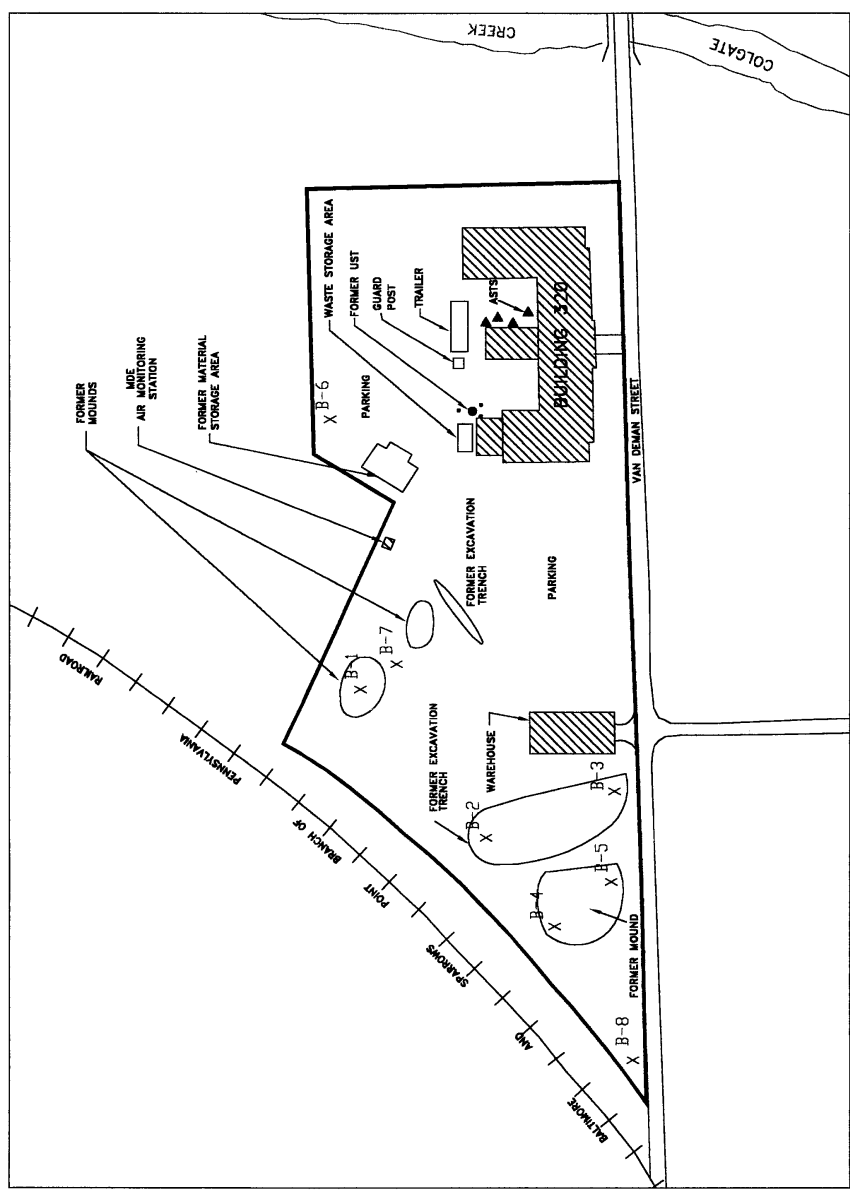 CREEK
COLGATE
WASTE STORAGE AREA
FORMER UST
GUARD
POST
TRAILER
ASTS
BUILDING 320
MDE
AIR MONITORING
STATION
FORMER MATERIAL
STORAGE AREA
FORMER
MOUNDS
X B-6
PARKING
VAN DEMAN STREET
FORMER EXCAVATION
TRENCH
PARKING
X B-7
X B-1
RAILROAD
PENNSYLVANIA
BRANCH OF
POINT
SPARROWS
AND
BALTIMORE
FORMER EXCAVATION
TRENCH
WAREHOUSE
X B-2
X B-3
X B-4
X B-5
FORMER MOUND
X B-8